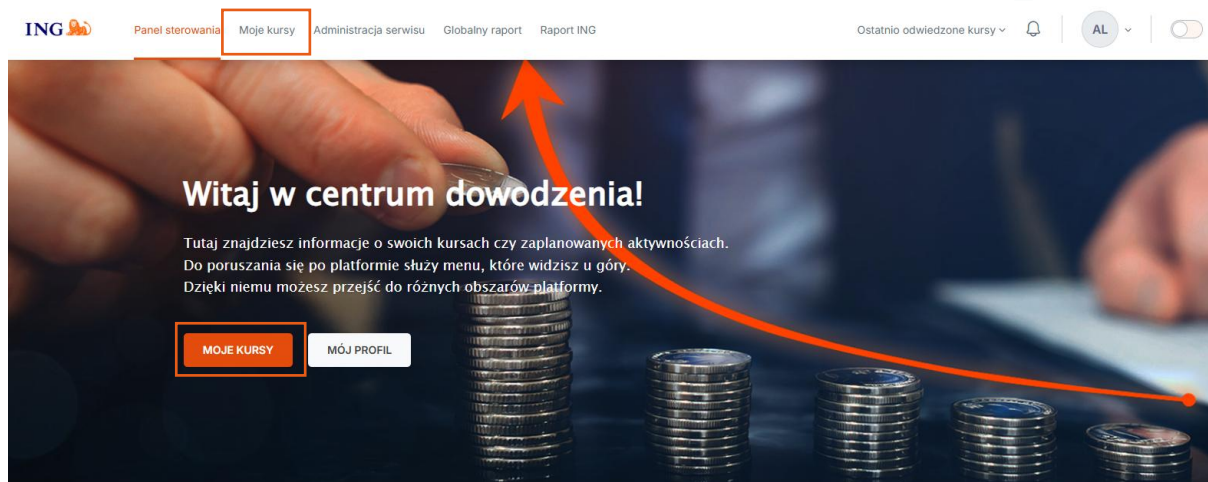 ING
Panel sterowania
Moje kursy
Administracja serwisu
Globalny raport
Raport ING
Ostatnio odwiedzone kursy
AL
Witaj w centrum dowodzenia!
Tutaj znajdziesz informacje o swoich kursach czy zaplanowanych aktywnościach.
Do poruszania się po platformie służy menu, które widzisz u góry.
Dzięki niemu możesz przejść do różnych obszarów platformy.
MOJE KURSY
MÓJ PROFIL